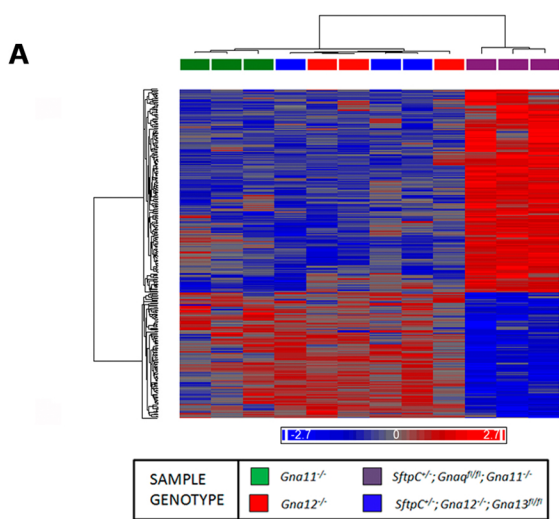 A
-2.7 0 2.7
SAMPLE GENOTYPE
Gna11-/-
SftpC+/-; Gnaqfl/fl; Gna11-/-
Gna12-/-
SftpC+/-; Gna12-/-; Gna13fl/fl